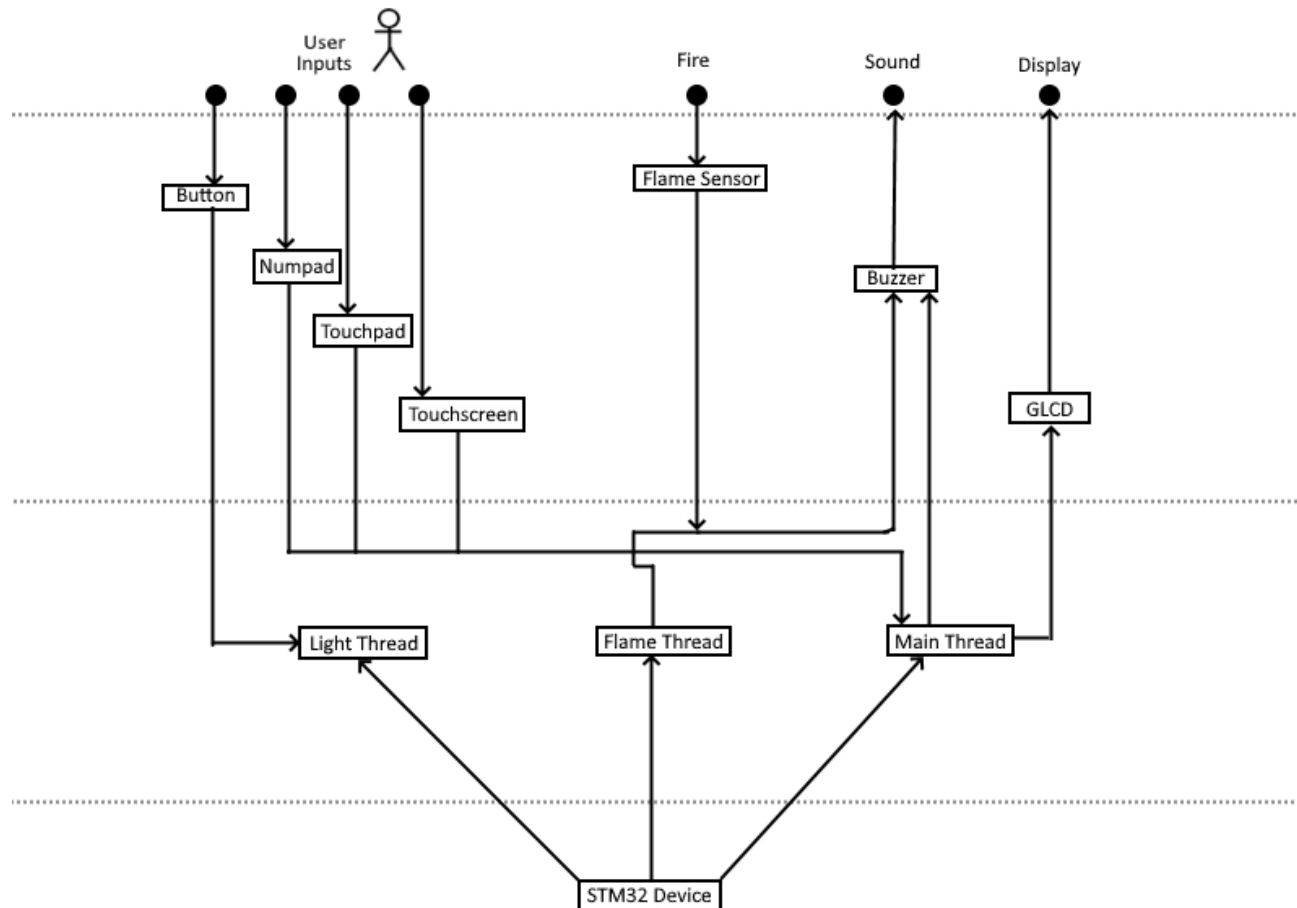 User
Inputs
Fire
Sound
Display
Button
Flame Sensor
Numpad
Buzzer
Touchpad
Touchscreen
GLCD
Light Thread
Flame Thread
Main Thread
STM32 Device